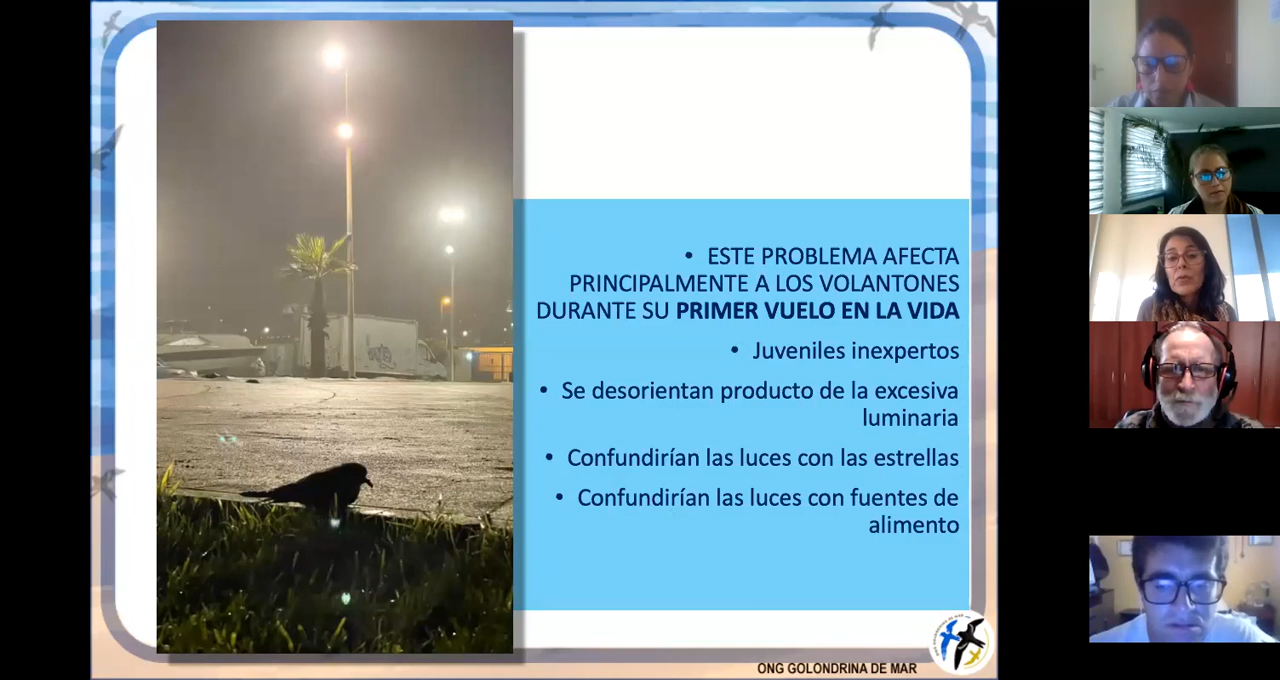 • ESTE PROBLEMA AFECTA
PRINCIPALMENTE A LOS VOLANTONES
DURANTE SU PRIMER VUELO EN LA VIDA
• Juveniles inexpertos
• Se desorientan producto de la excesiva
luminaria
• Confundirían las luces con las estrellas
• Confundirían las luces con fuentes de
alimento
ONG GOLONDRINA DE MAR